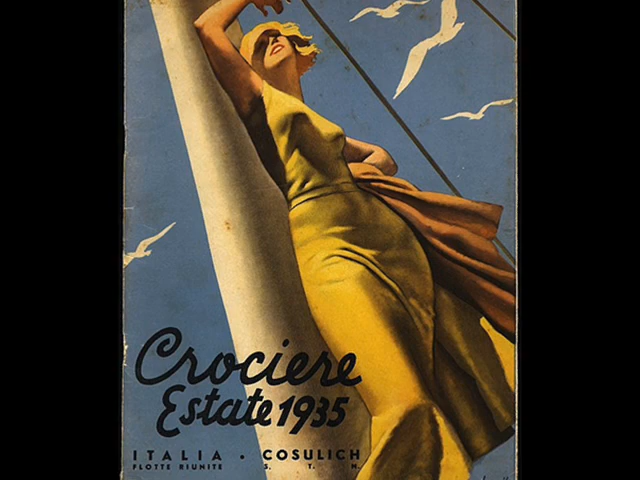 Crociere
Estate 1935
ITALIA • COSULICH
FLOTTE RIUNITE S. T. N.